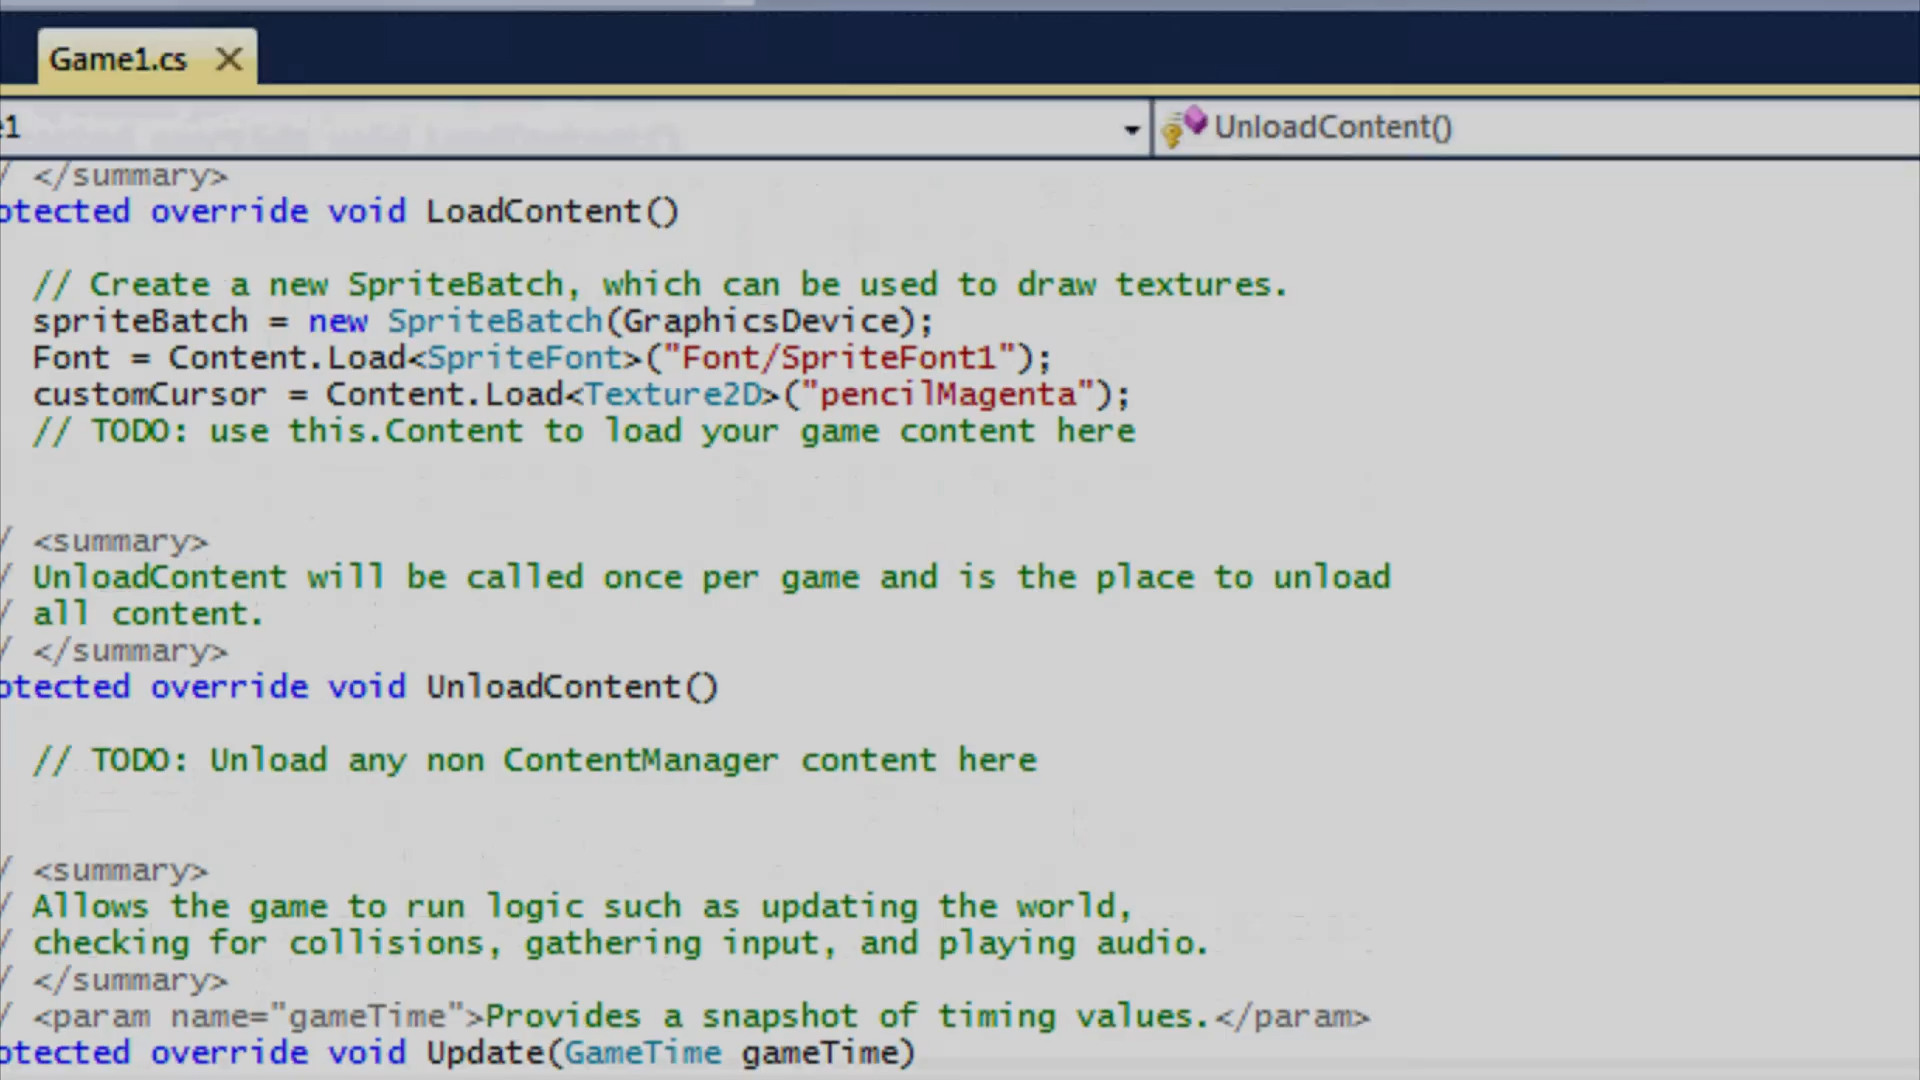 Game1.cs
e1
UnloadContent()
/ </summary>
otected override void LoadContent()
// Create a new SpriteBatch, which can be used to draw textures.
spriteBatch = new SpriteBatch(GraphicsDevice);
Font = Content.Load<SpriteFont>("Font/SpriteFont1");
customCursor = Content.Load<Texture2D>("pencilMagenta");
// TODO: use this.Content to load your game content here
/ <summary>
/ UnloadContent will be called once per game and is the place to unload
/ all content.
/ </summary>
otected override void UnloadContent()
// TODO: Unload any non ContentManager content here
/ <summary>
/ Allows the game to run logic such as updating the world,
/ checking for collisions, gathering input, and playing audio.
/ </summary>
/ <param name="gameTime">Provides a snapshot of timing values.</param>
otected override void Update(GameTime gameTime)